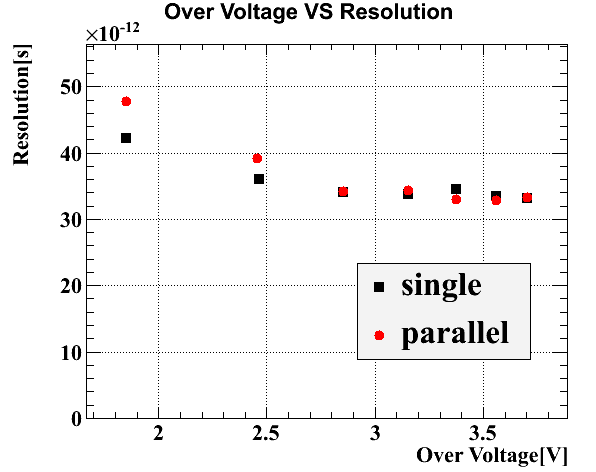 Over Voltage VS Resolution
×10⁻¹²
Resolution[s]
50
40
30
20
10
0
single
parallel
2 2.5 3 3.5
Over Voltage[V]